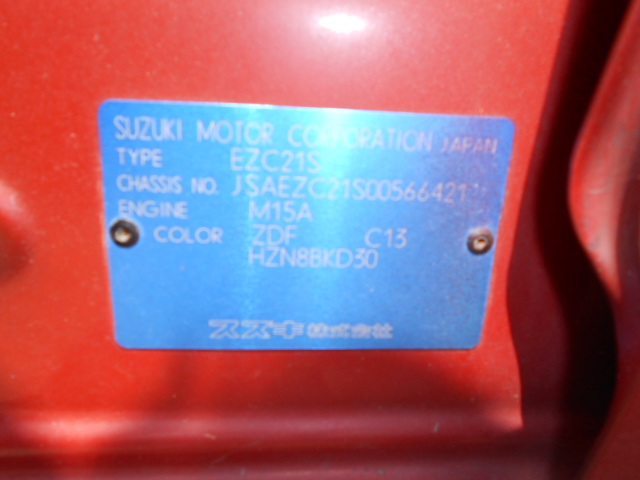 SUZUKI MOTOR CORPORATION JAPAN
TYPE EZC21S
CHASSIS NO. JSAEZC21S00566421
ENGINE M15A
COLOR ZDF C13
HZN8BKD30
スズキ株式会社